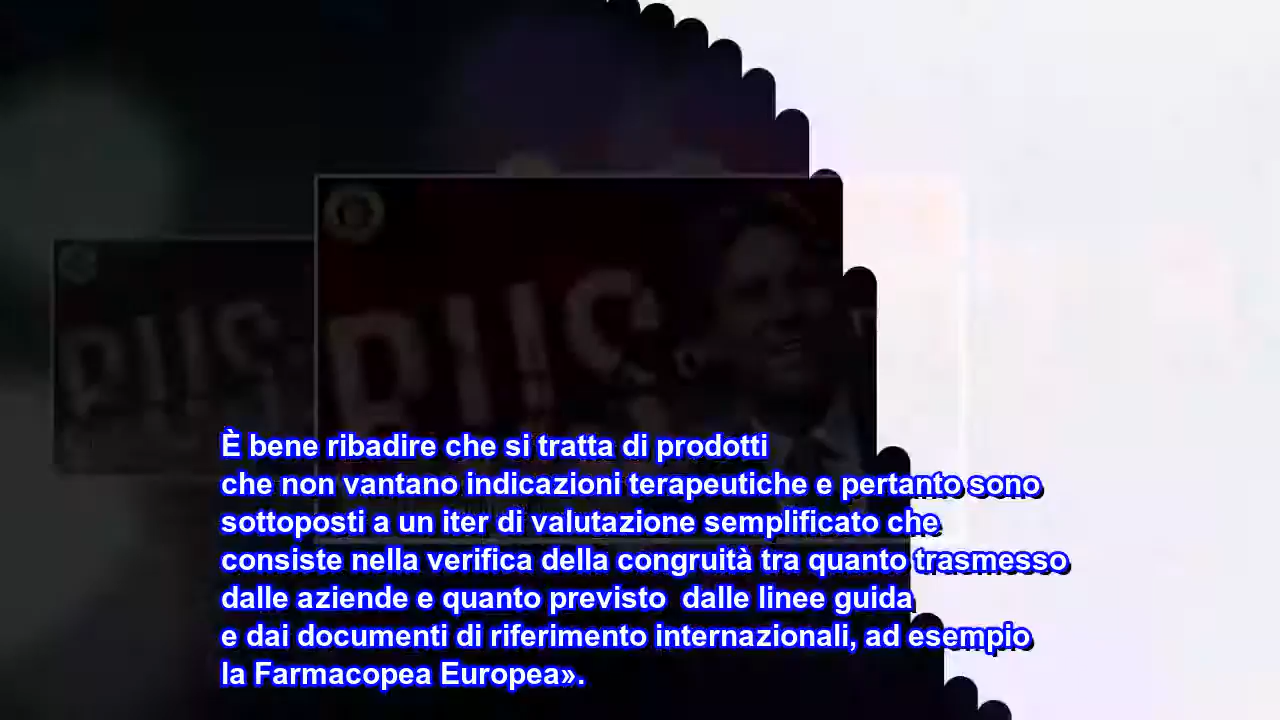 RUS
RUS
È bene ribadire che si tratta di prodotti
che non vantano indicazioni terapeutiche e pertanto sono
sottoposti a un iter di valutazione semplificato che
consiste nella verifica della congruità tra quanto trasmesso
dalle aziende e quanto previsto  dalle linee guida
e dai documenti di riferimento internazionali, ad esempio
la Farmacopea Europea».